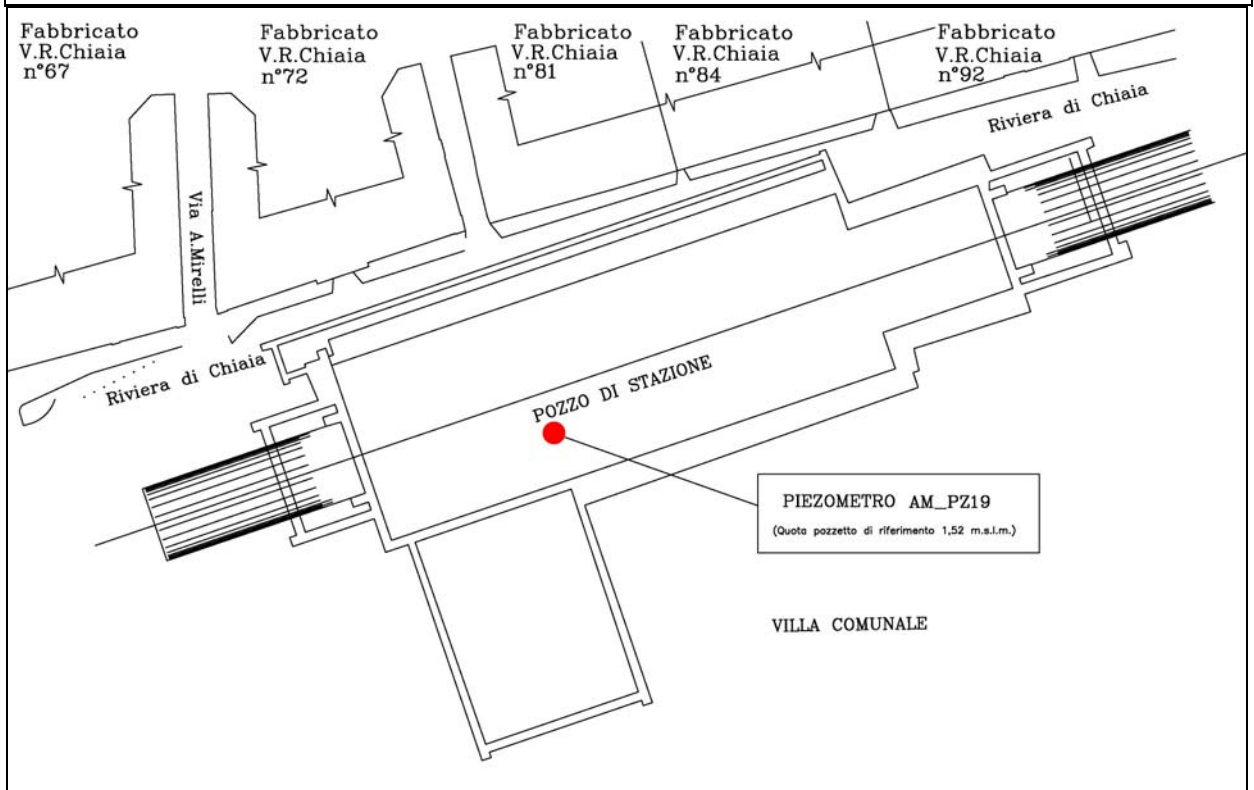 Fabbricato
V.R.Chiaia
n°67
Fabbricato
V.R.Chiaia
n°72
Fabbricato
V.R.Chiaia
n°81
Fabbricato
V.R.Chiaia
n°84
Fabbricato
V.R.Chiaia
n°92
Riviera di Chiaia
Via A.Mirelli
Riviera di Chiaia
POZZO DI STAZIONE
PIEZOMETRO AM_PZ19
(Quota pozzetto di riferimento 1,52 m.s.l.m.)
VILLA COMUNALE